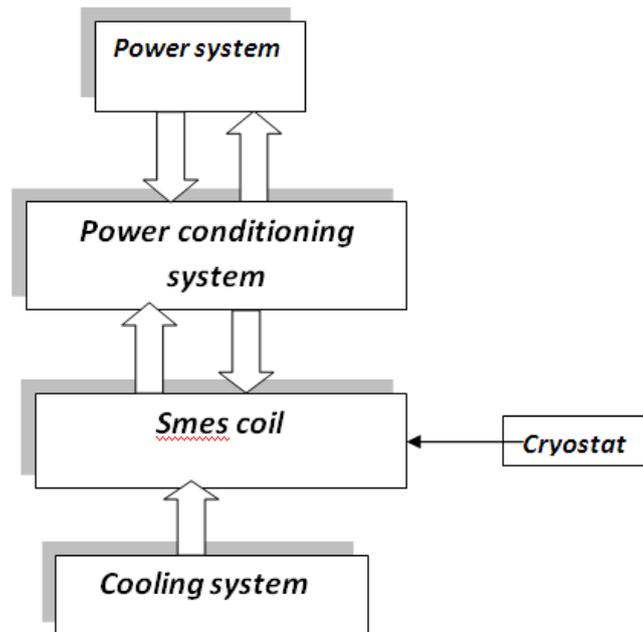 Power system
Power conditioning
system
Smes coil
Cryostat
Cooling system